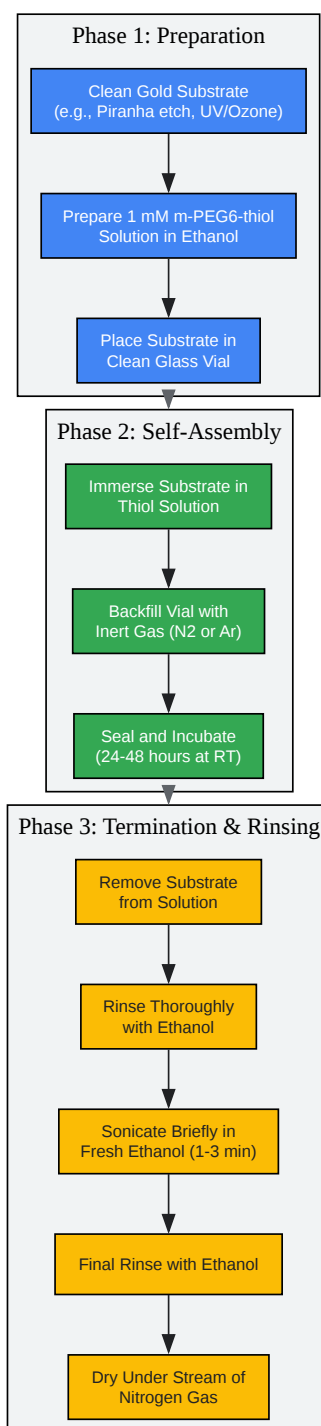 Phase 1: Preparation
Clean Gold Substrate
(e.g., Piranha etch, UV/Ozone)
Prepare 1 mM m-PEG6-thiol
Solution in Ethanol
Place Substrate in
Clean Glass Vial
Phase 2: Self-Assembly
Immerse Substrate in
Thiol Solution
Backfill Vial with
Inert Gas (N2 or Ar)
Seal and Incubate
(24-48 hours at RT)
Phase 3: Termination & Rinsing
Remove Substrate
from Solution
Rinse Thoroughly
with Ethanol
Sonicate Briefly in
Fresh Ethanol (1-3 min)
Final Rinse with Ethanol
Dry Under Stream of
Nitrogen Gas